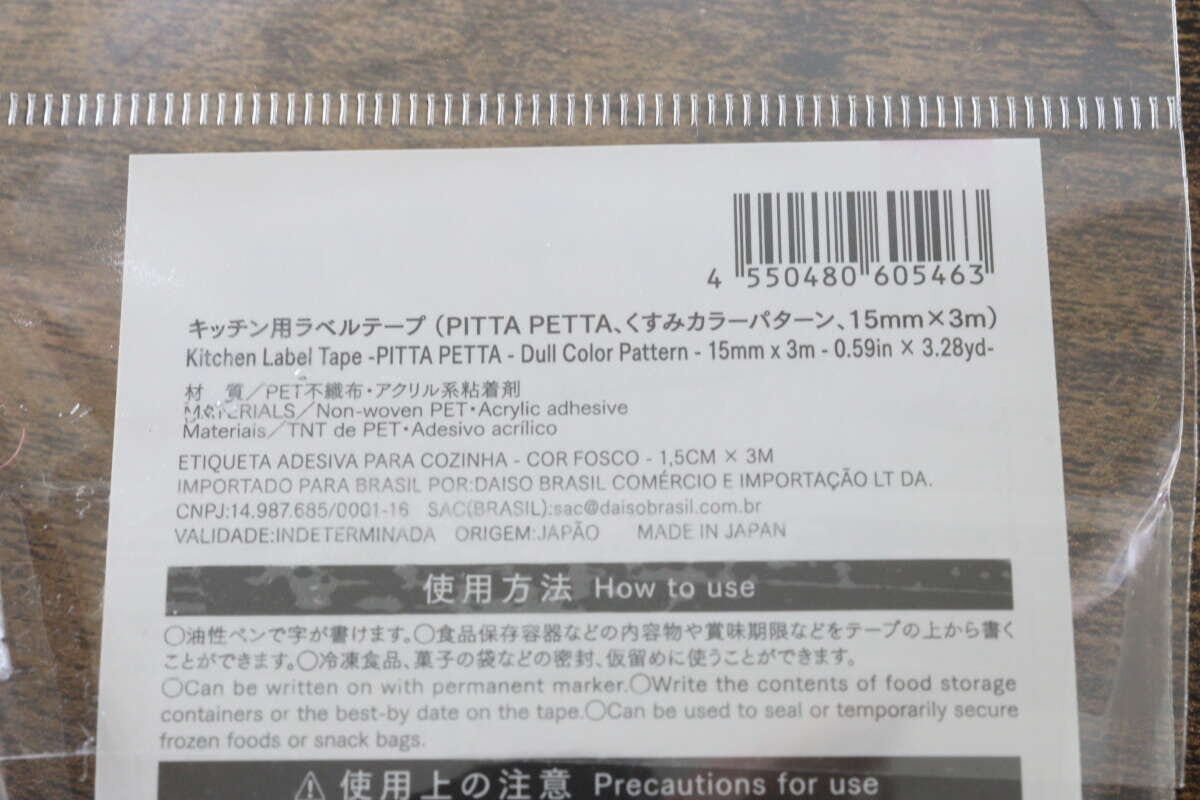 4 550480 605463
キッチン用ラベルテープ（PITTA PETTA、くすみカラーパターン、15mm×3m）
Kitchen Label Tape -PITTA PETTA - Dull Color Pattern - 15mm x 3m - 0.59in × 3.28yd-
材　質／PET不織布・アクリル系粘着剤
MATERIALS／Non-woven PET・Acrylic adhesive
Materiais／TNT de PET・Adesivo acrílico
ETIQUETA ADESIVA PARA COZINHA - COR FOSCO - 1,5CM × 3M
IMPORTADO PARA BRASIL POR:DAISO BRASIL COMÉRCIO E IMPORTAÇÃO LT DA.
CNPJ:14.987.685/0001-16　SAC(BRASIL):sac@daisobrasil.com.br
VALIDADE:INDETERMINADA　ORIGEM:JAPÃO　MADE IN JAPAN
使用方法 How to use
○油性ペンで字が書けます。○食品保存容器などの内容物や賞味期限などをテープの上から書く
ことができます。○冷凍食品、菓子の袋などの密封、仮留めに使うことができます。
○Can be written on with permanent marker.○Write the contents of food storage
containers or the best-by date on the tape.○Can be used to seal or temporarily secure
frozen foods or snack bags.
⚠使用上の注意 Precautions for use